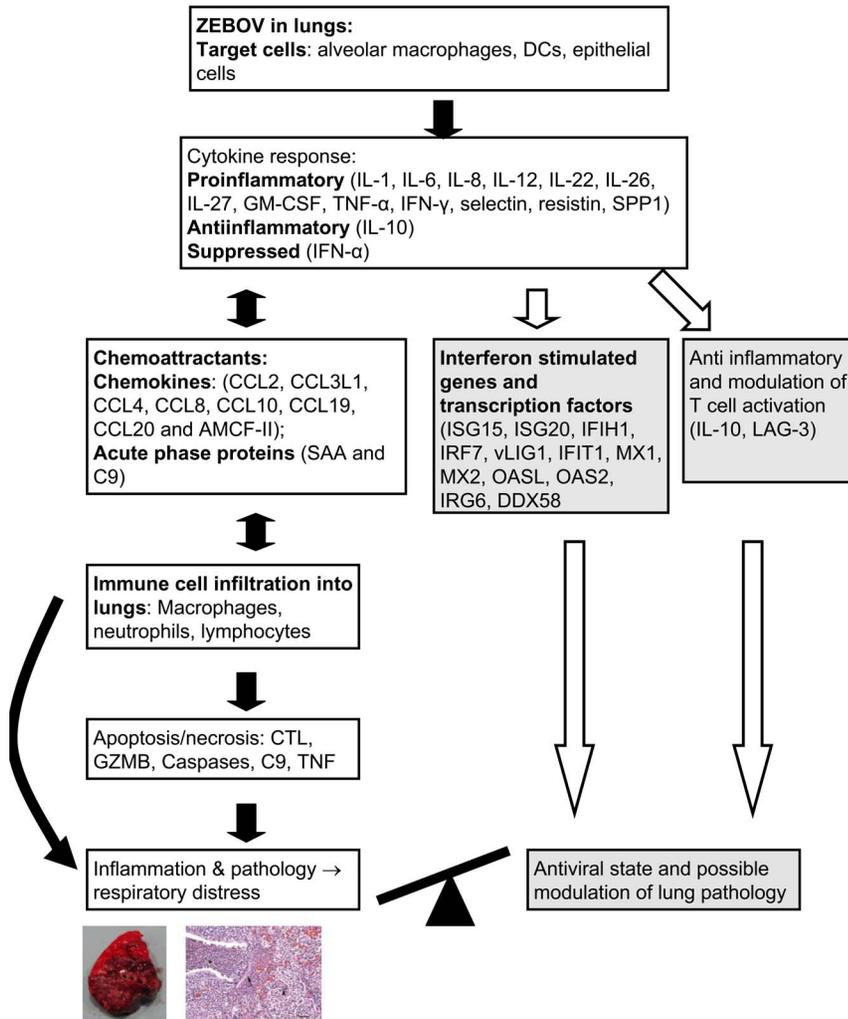 ZEBOV in lungs:
Target cells: alveolar macrophages, DCs, epithelial
cells
Cytokine response:
Proinflammatory (IL-1, IL-6, IL-8, IL-12, IL-22, IL-26,
IL-27, GM-CSF, TNF-α, IFN-γ, selectin, resistin, SPP1)
Antiinflammatory (IL-10)
Suppressed (IFN-α)
Chemoattractants:
Chemokines: (CCL2, CCL3L1,
CCL4, CCL8, CCL10, CCL19,
CCL20 and AMCF-II);
Acute phase proteins (SAA and
C9)
Interferon stimulated
genes and
transcription factors
(ISG15, ISG20, IFIH1,
IRF7, vLIG1, IFIT1, MX1,
MX2, OASL, OAS2,
IRG6, DDX58
Anti inflammatory
and modulation of
T cell activation
(IL-10, LAG-3)
Immune cell infiltration into
lungs: Macrophages,
neutrophils, lymphocytes
Apoptosis/necrosis: CTL,
GZMB, Caspases, C9, TNF
Inflammation & pathology →
respiratory distress
Antiviral state and possible
modulation of lung pathology